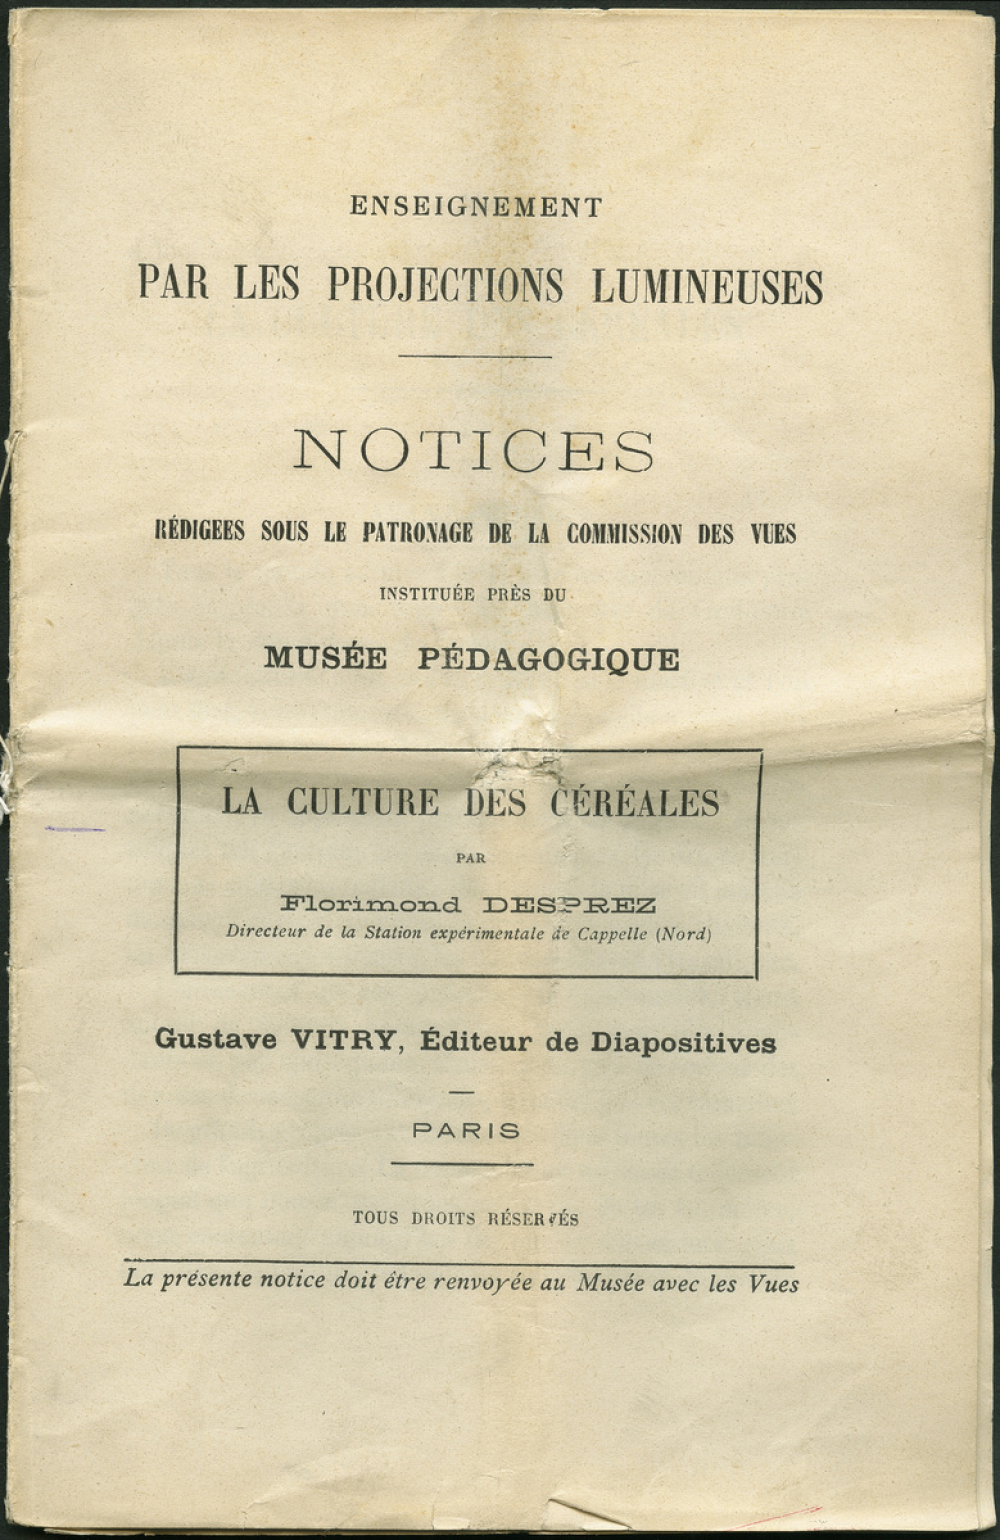 ENSEIGNEMENT
PAR LES PROJECTIONS LUMINEUSES
NOTICES
RÉDIGEES SOUS LE PATRONAGE DE LA COMMISSION DES VUES
INSTITUÉE PRÈS DU
MUSÉE PÉDAGOGIQUE
LA CULTURE DES CÉRÉALES
PAR
Florimond DESPREZ
Directeur de la Station expérimentale de Cappelle (Nord)
Gustave VITRY, Éditeur de Diapositives
PARIS
TOUS DROITS RÉSERVÉS
La présente notice doit être renvoyée au Musée avec les Vues